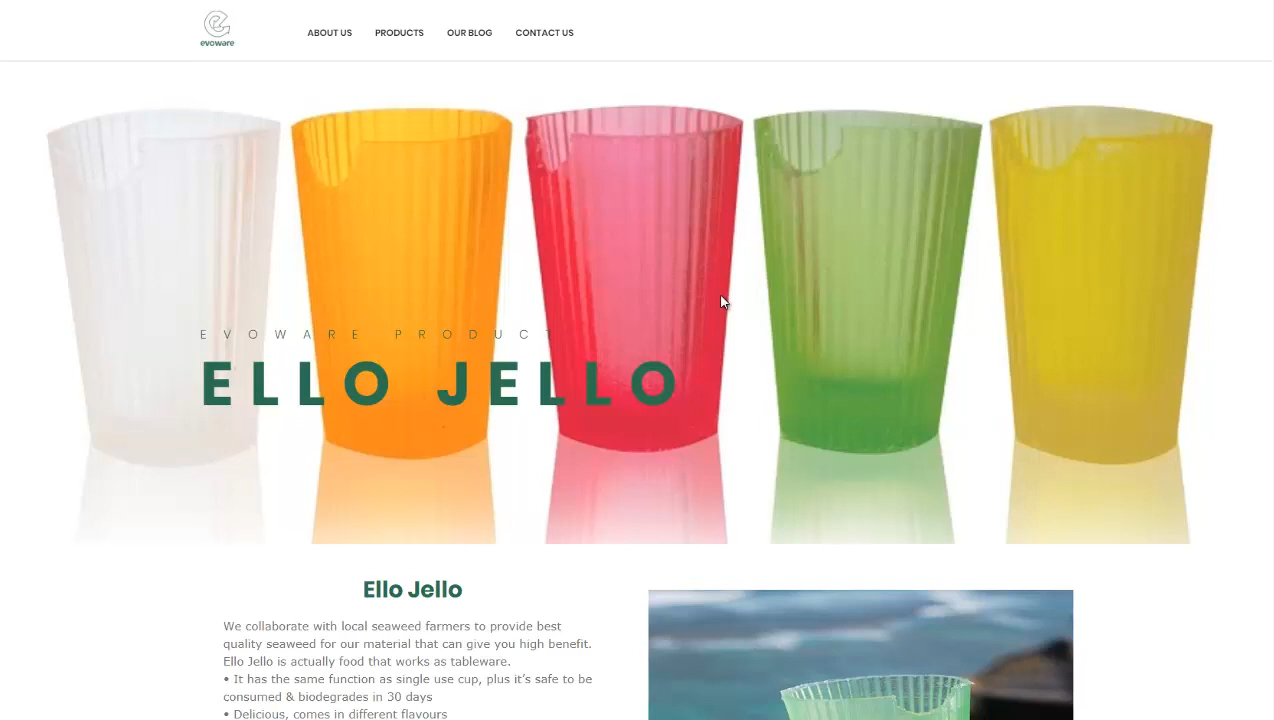 evoware
ABOUT US PRODUCTS OUR BLOG CONTACT US
EVOWARE PRODUCT
ELLO JELLO
Ello Jello
We collaborate with local seaweed farmers to provide best
quality seaweed for our material that can give you high benefit.
Ello Jello is actually food that works as tableware.
• It has the same function as single use cup, plus it’s safe to be
consumed & biodegrades in 30 days
• Delicious, comes in different flavours